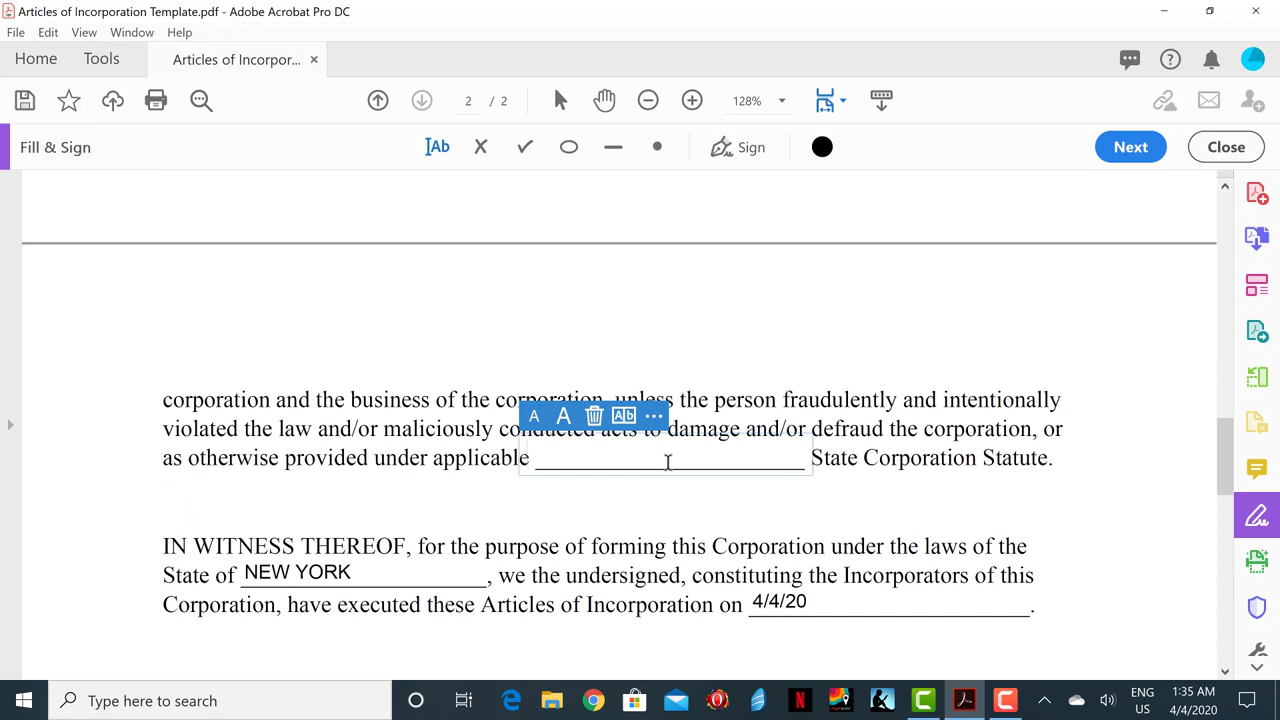 Articles of Incorporation Template.pdf - Adobe Acrobat Pro DC
File Edit View Window Help
Home Tools Articles of Incorpor... ×
2 / 2 128%
Fill & Sign Ab Sign Next Close
A A Ab ...
corporation and the business of the corporation, unless the person fraudulently and intentionally
violated the law and/or maliciously conducted acts to damage and/or defraud the corporation, or
as otherwise provided under applicable ________________________ State Corporation Statute.
IN WITNESS THEREOF, for the purpose of forming this Corporation under the laws of the
State of NEW YORK, we the undersigned, constituting the Incorporators of this
Corporation, have executed these Articles of Incorporation on 4/4/20.
Type here to search
ENG 1:35 AM
US 4/4/2020